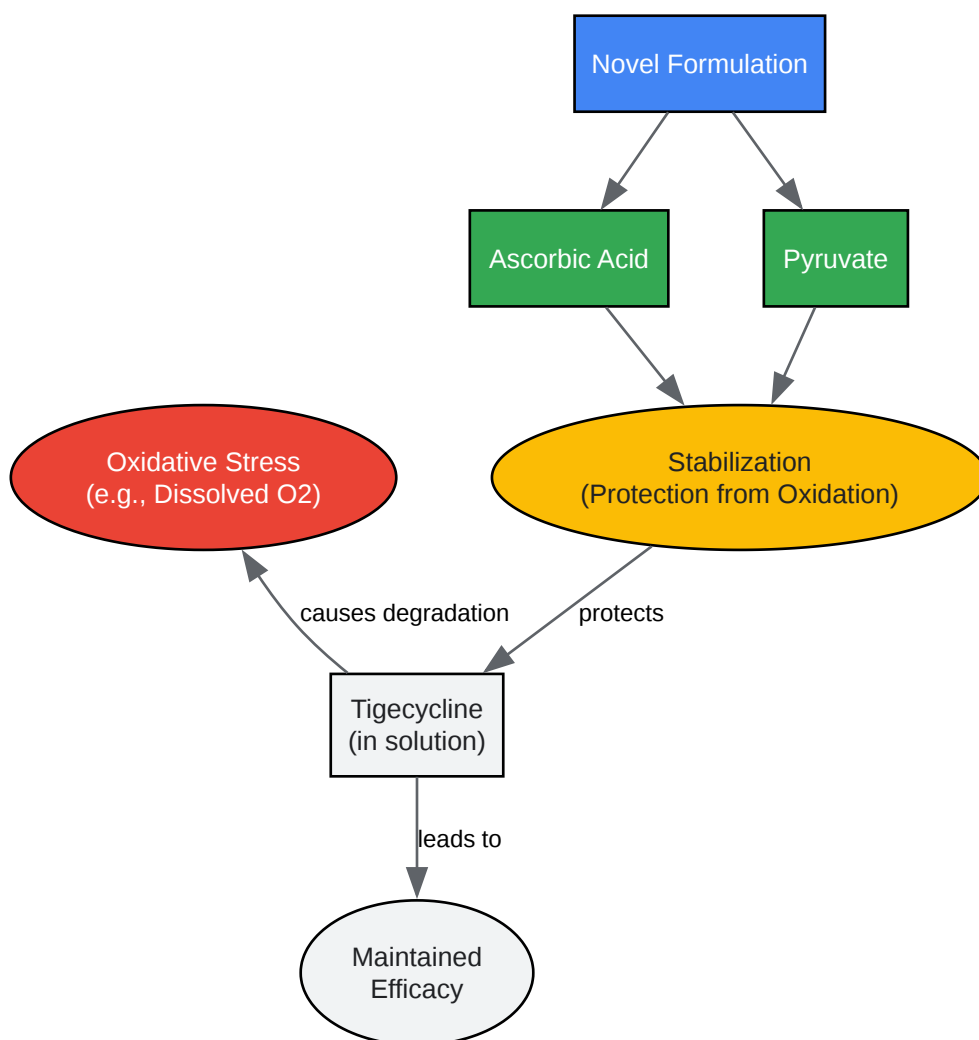 Novel Formulation
Ascorbic Acid
Pyruvate
Oxidative Stress
(e.g., Dissolved O2)
Stabilization
(Protection from Oxidation)
causes degradation
protects
Tigecycline
(in solution)
leads to
Maintained
Efficacy